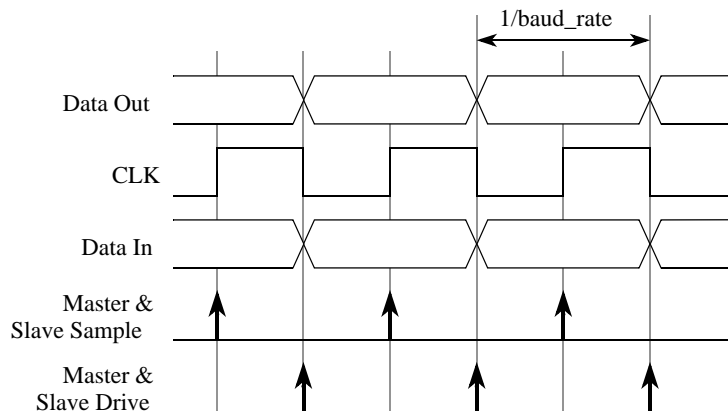 1/baud_rate
Data Out
CLK
Data In
Master &
Slave Sample
Master &
Slave Drive